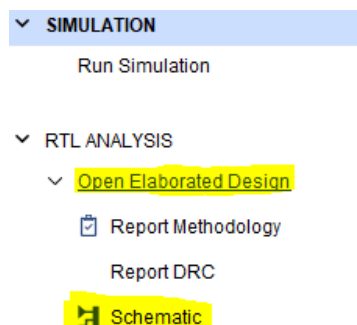 SIMULATION
Run Simulation
RTL ANALYSIS
Open Elaborated Design
Report Methodology
Report DRC
Schematic